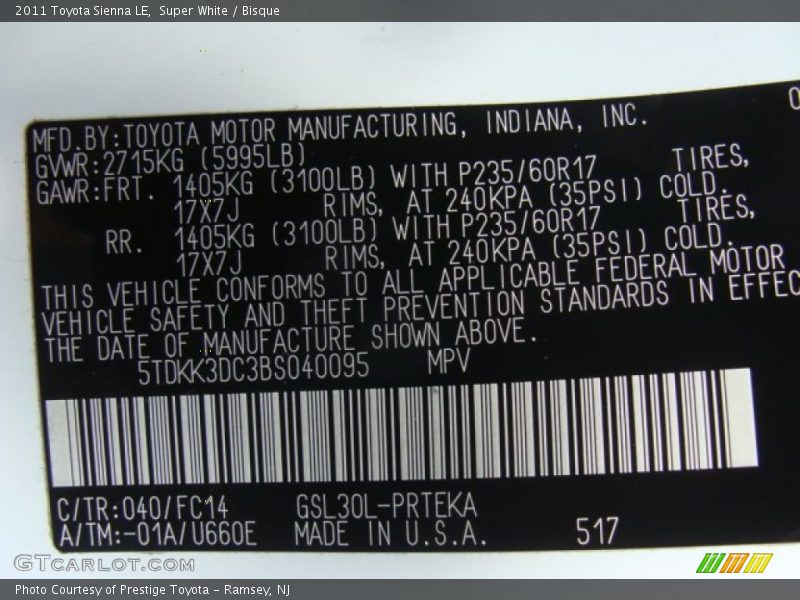 2011 Toyota Sienna LE, Super White / Bisque
MFD.BY:TOYOTA MOTOR MANUFACTURING, INDIANA, INC.
GVWR:2715KG (5995LB)
GAWR:FRT. 1405KG (3100LB) WITH P235/60R17 TIRES,
17X7J RIMS, AT 240KPA (35PSI) COLD.
RR. 1405KG (3100LB) WITH P235/60R17 TIRES,
17X7J RIMS, AT 240KPA (35PSI) COLD.
THIS VEHICLE CONFORMS TO ALL APPLICABLE FEDERAL MOTOR
VEHICLE SAFETY AND THEFT PREVENTION STANDARDS IN EFFEC
THE DATE OF MANUFACTURE SHOWN ABOVE.
5TDKK3DC3BS040095 MPV
C/TR:040/FC14 GSL30L-PRTEKA
A/TM:-01A/U660E MADE IN U.S.A. 517
GTCARLOT.COM
Photo Courtesy of Prestige Toyota - Ramsey, NJ